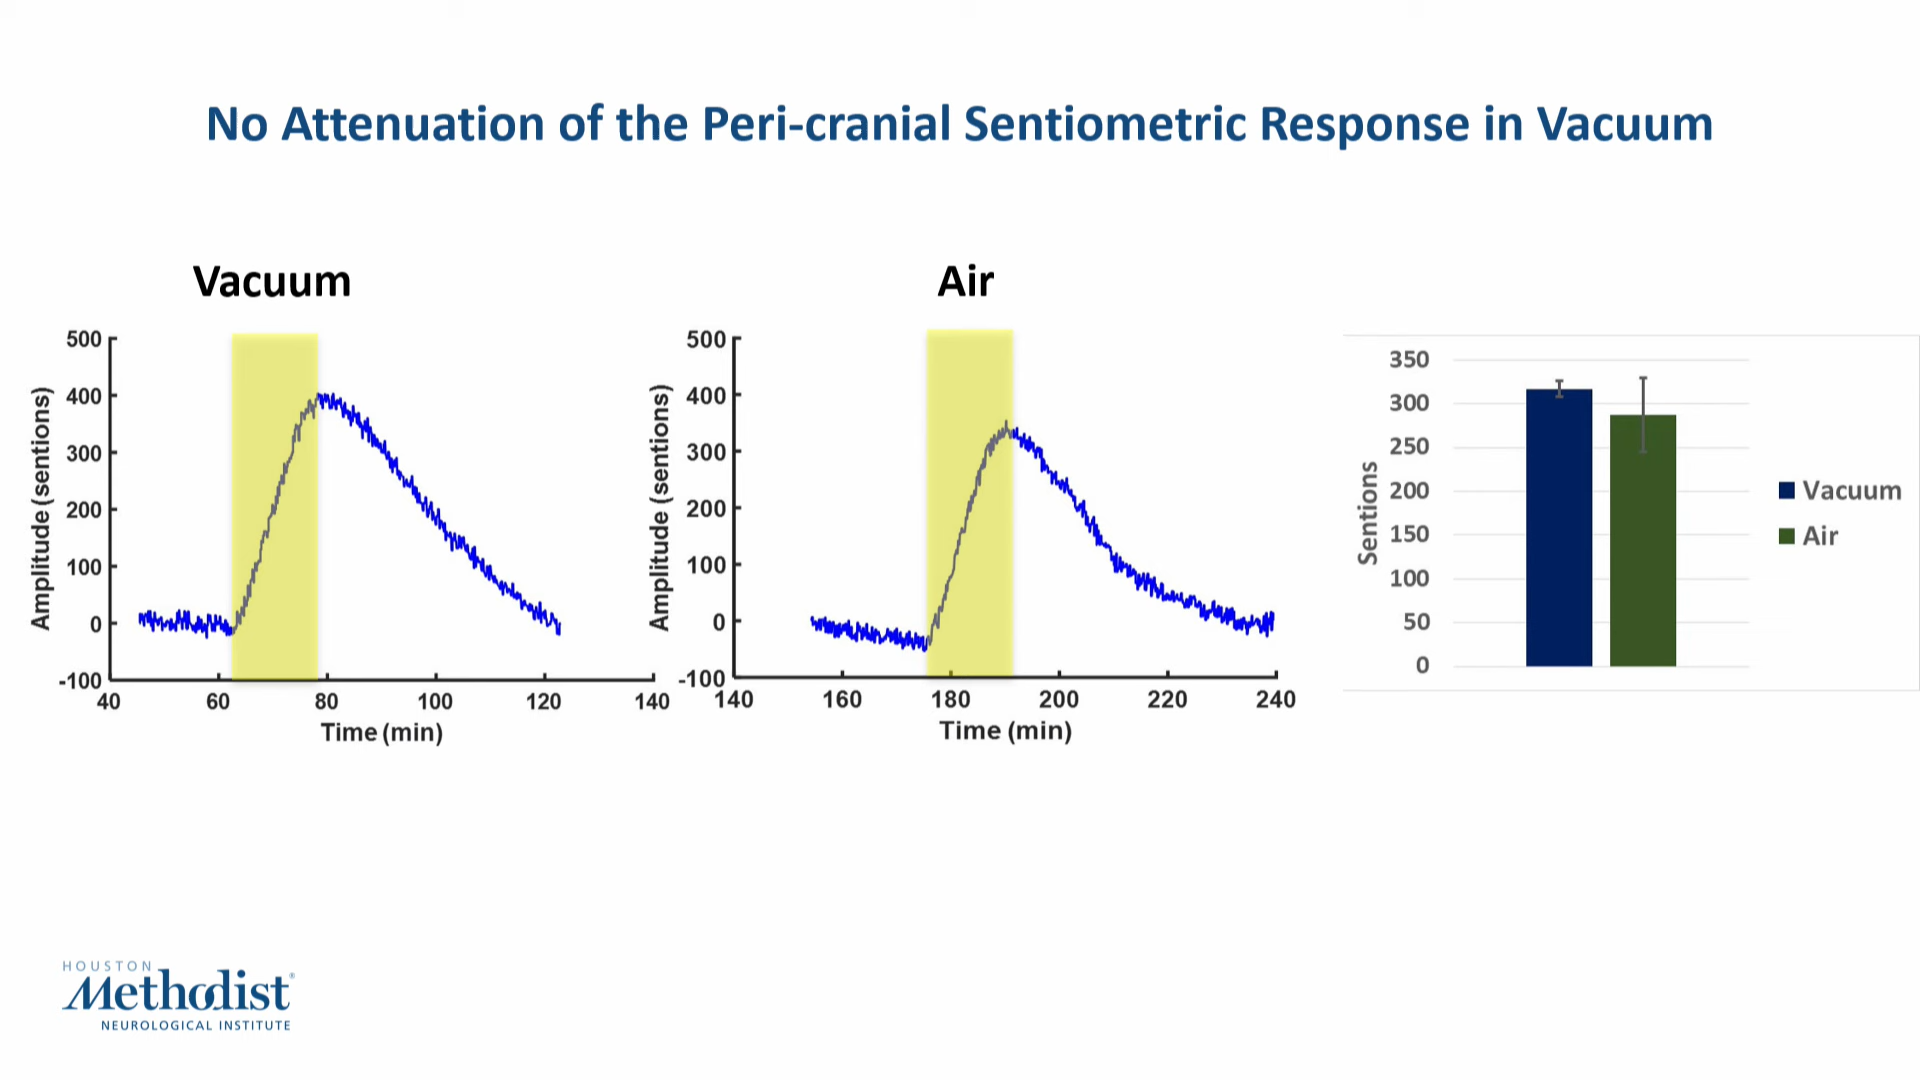 No Attenuation of the Peri-cranial Sentiometric Response in Vacuum
Vacuum
500
400
300
200
100
0
-100
Amplitude (sentions)
40 60 80 100 120 140
Time (min)
Air
500
400
300
200
100
0
-100
Amplitude (sentions)
140 160 180 200 220 240
Time (min)
350
300
250
200
150
100
50
0
Sentions
Vacuum
Air
HOUSTON
Methodist®
NEUROLOGICAL INSTITUTE